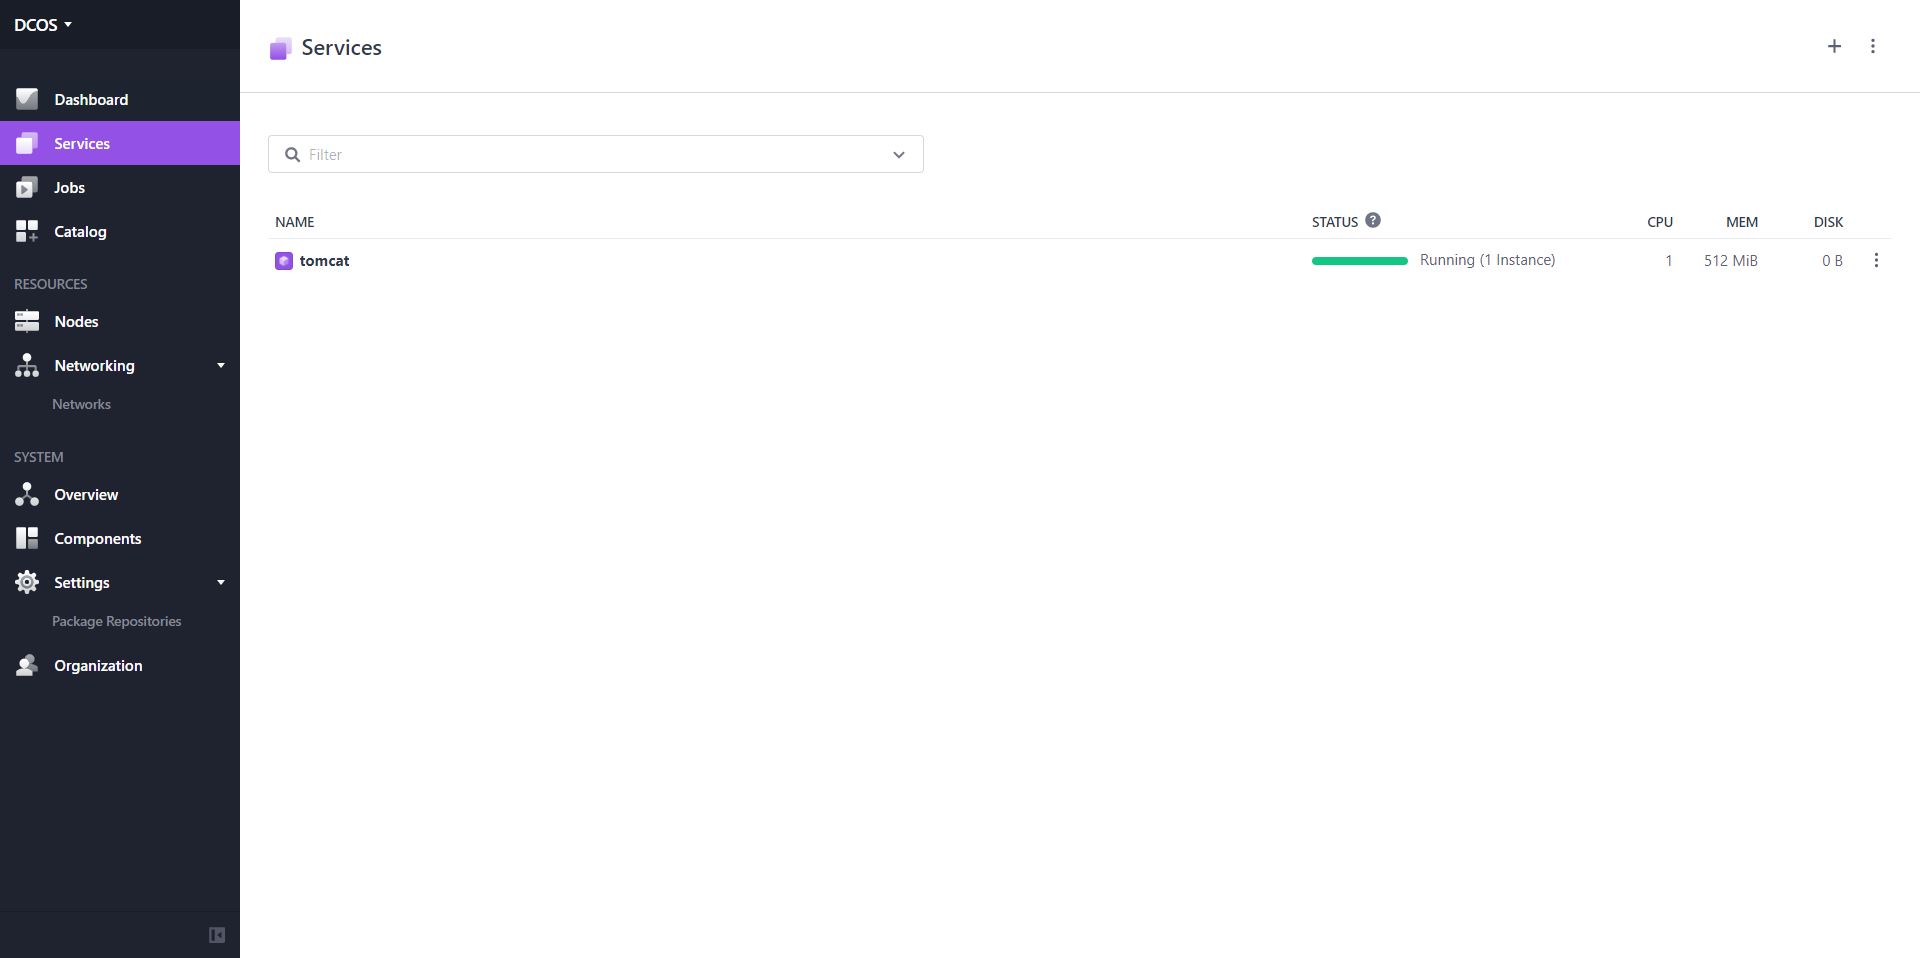 DCOS
Services
Dashboard
Services
Jobs
Catalog
RESOURCES
Nodes
Networking
Networks
SYSTEM
Overview
Components
Settings
Package Repositories
Organization
Filter
NAME STATUS ? CPU MEM DISK
tomcat Running (1 Instance) 1 512 MiB 0 B